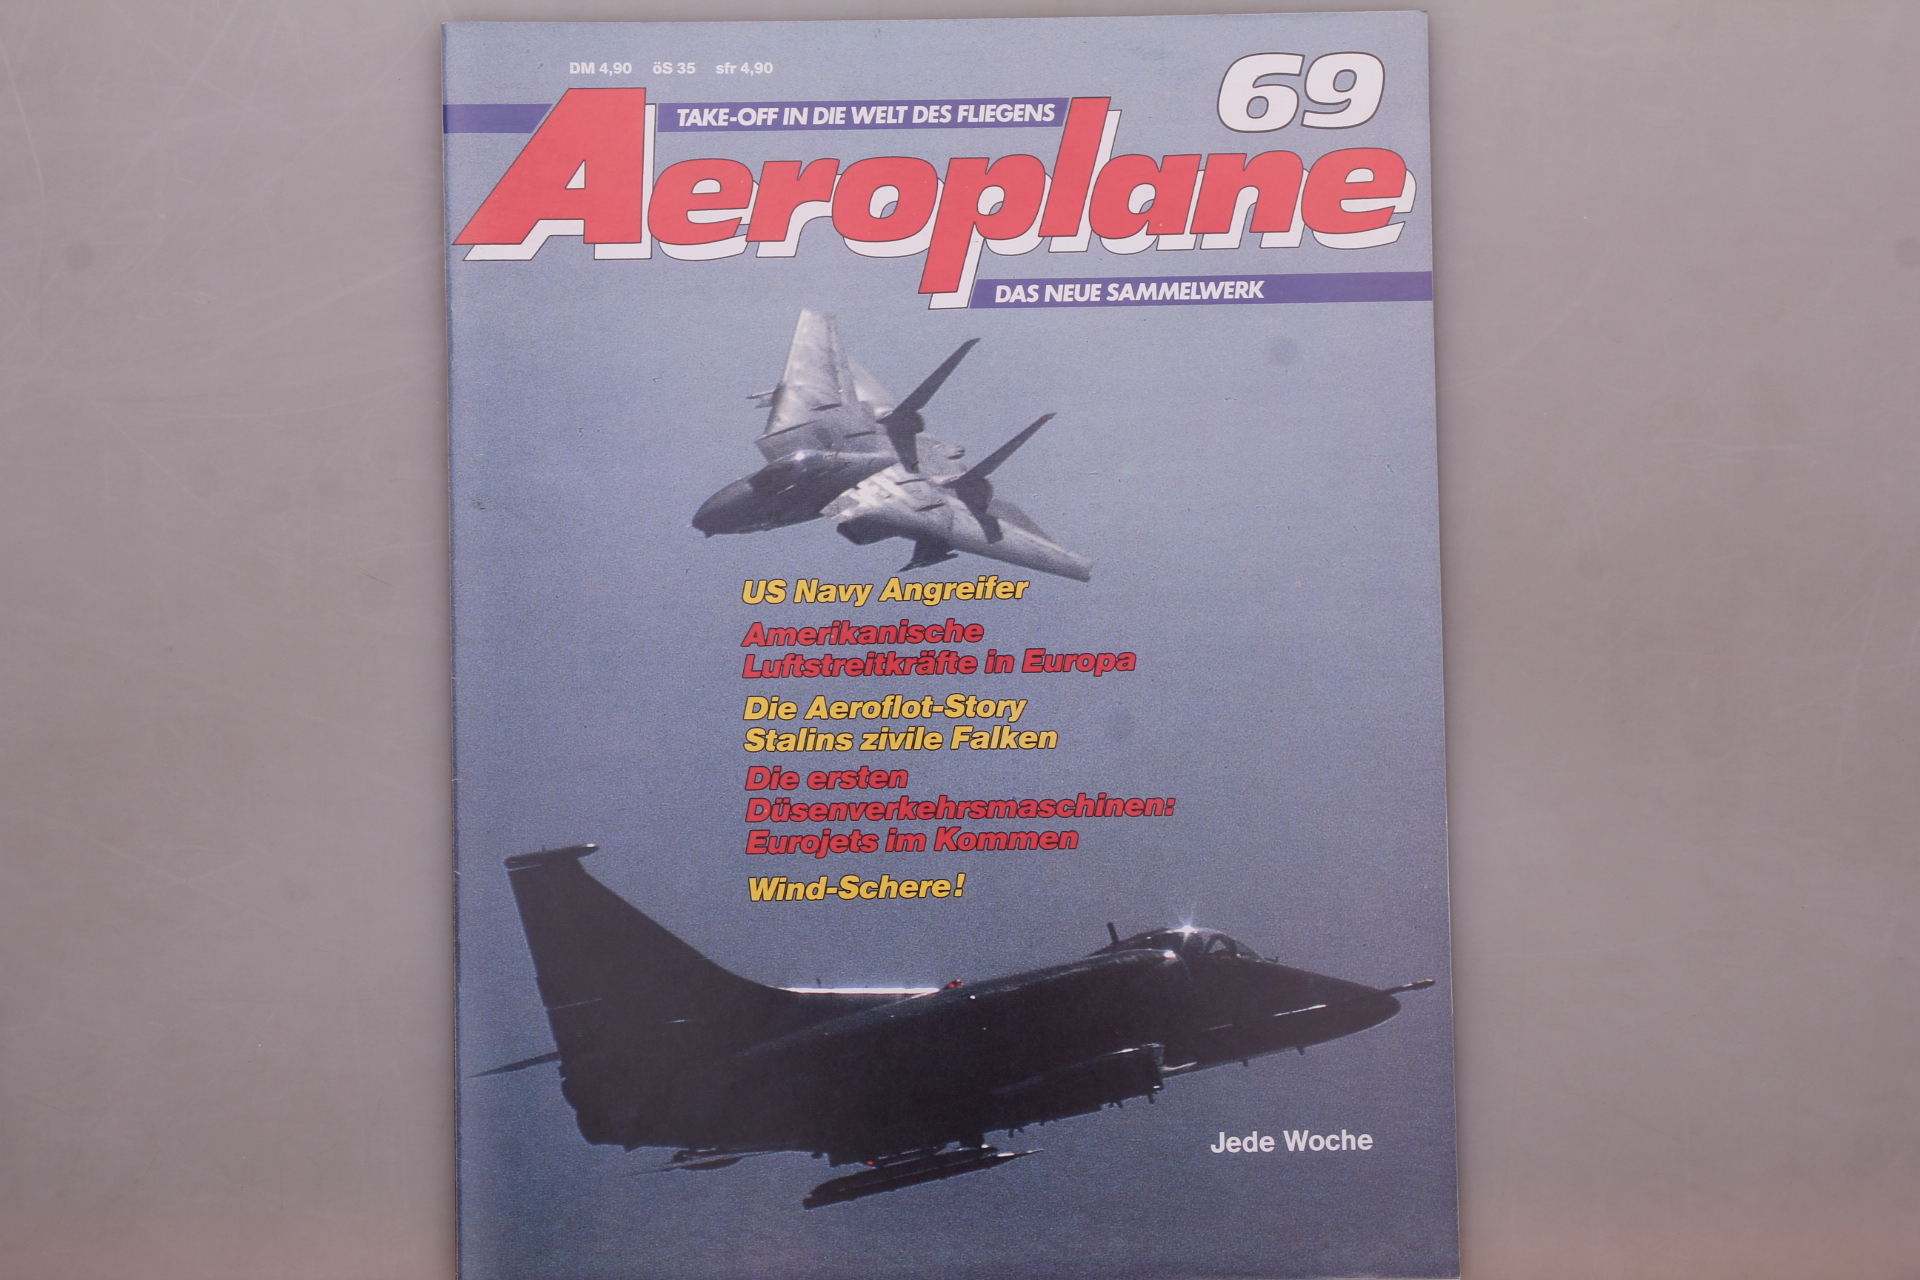 DM 4,90 öS 35 sfr 4,90
69
TAKE-OFF IN DIE WELT DES FLIEGENS
Aeroplane
DAS NEUE SAMMELWERK
US Navy Angreifer
Amerikanische
Luftstreitkräfte in Europa
Die Aeroflot-Story
Stalins zivile Falken
Die ersten
Düsenverkehrsmaschinen:
Eurojets im Kommen
Wind-Schere!
Jede Woche